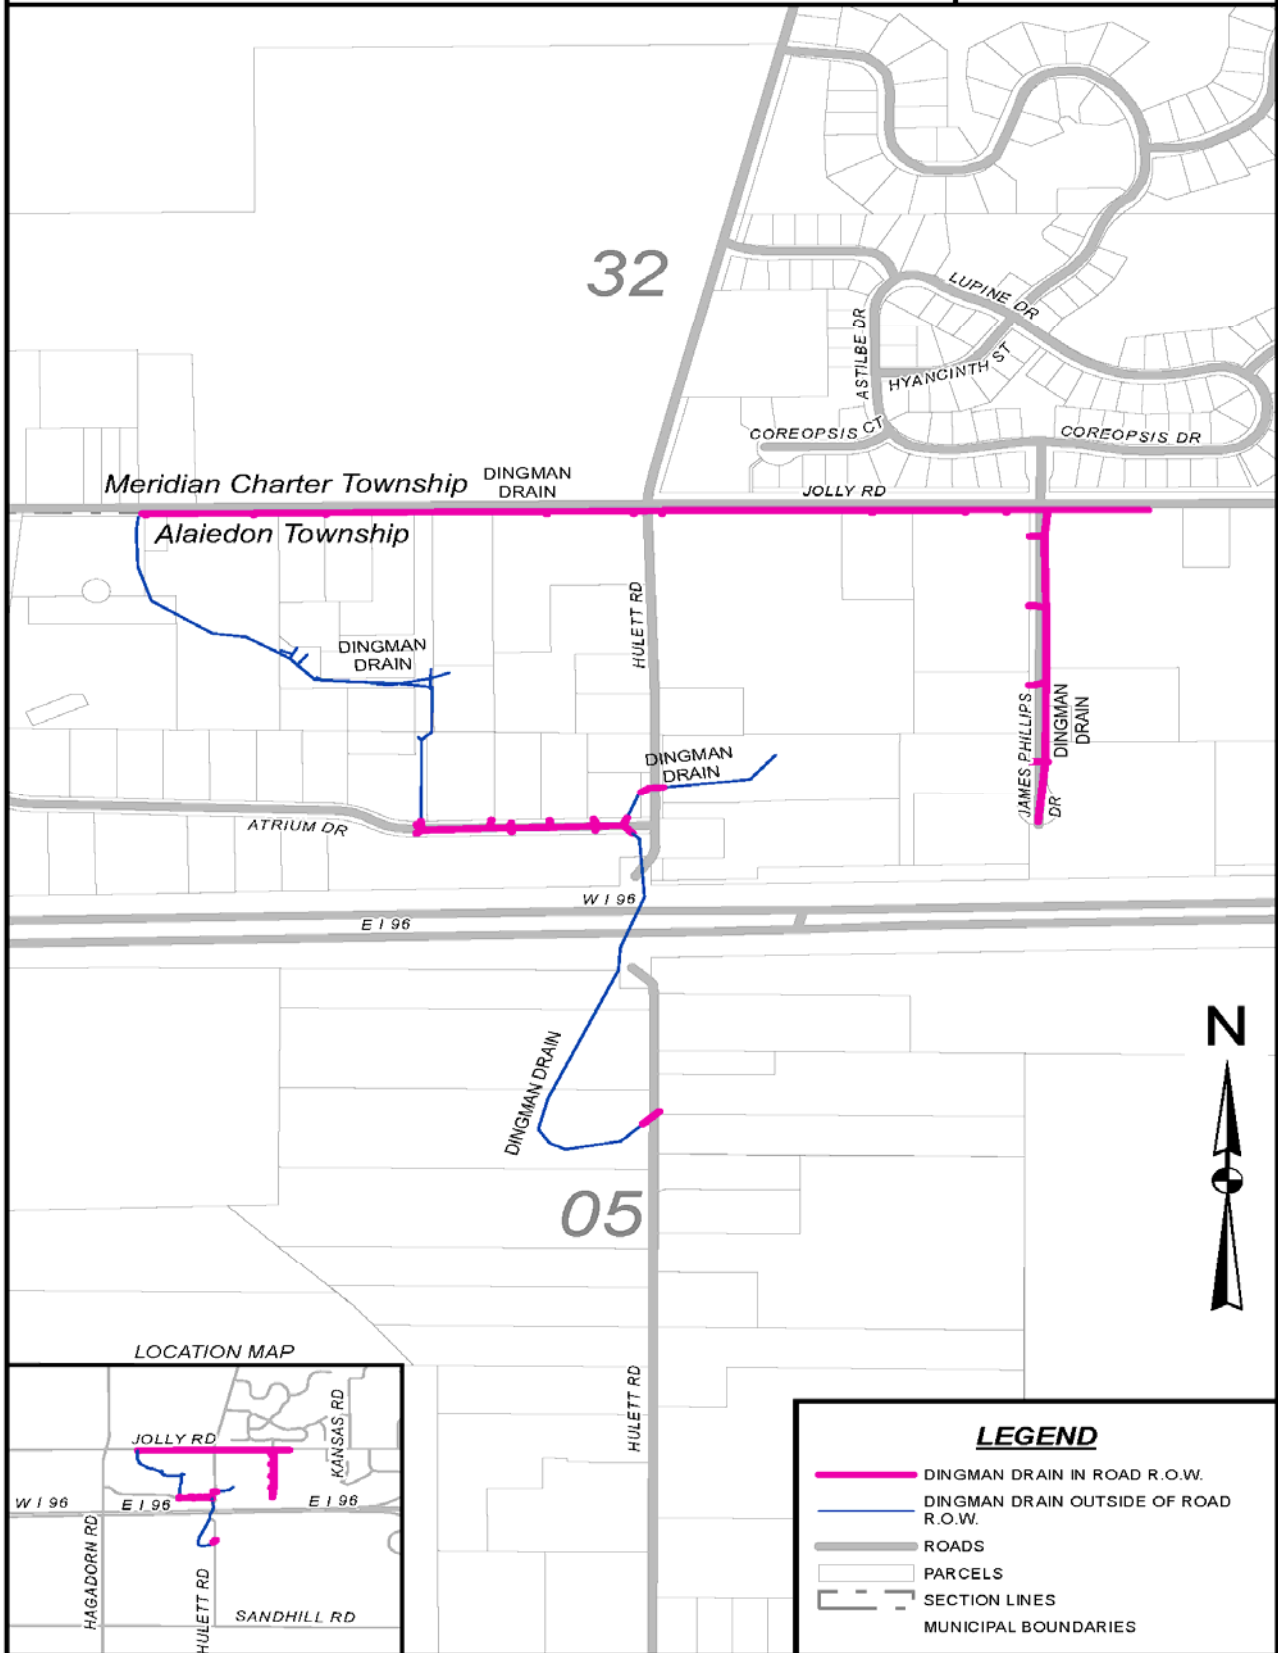 32
LUPINE DR
ASTILBE DR
HYANCINTH ST
COREOPSIS CT
COREOPSIS DR
Meridian Charter Township
DINGMAN
DRAIN
JOLLY RD
Alaiedon Township
HULETT RD
DINGMAN
DRAIN
JAMES PHILLIPS
DR
DINGMAN
DRAIN
DINGMAN
DRAIN
ATRIUM DR
W I 96
E I 96
N
DINGMAN DRAIN
05
HULETT RD
LOCATION MAP
JOLLY RD
KANSAS RD
W I 96
E I 96
E I 96
HAGADORN RD
HULETT RD
SANDHILL RD
LEGEND
DINGMAN DRAIN IN ROAD R.O.W.
DINGMAN DRAIN OUTSIDE OF ROAD
R.O.W.
ROADS
PARCELS
SECTION LINES
MUNICIPAL BOUNDARIES